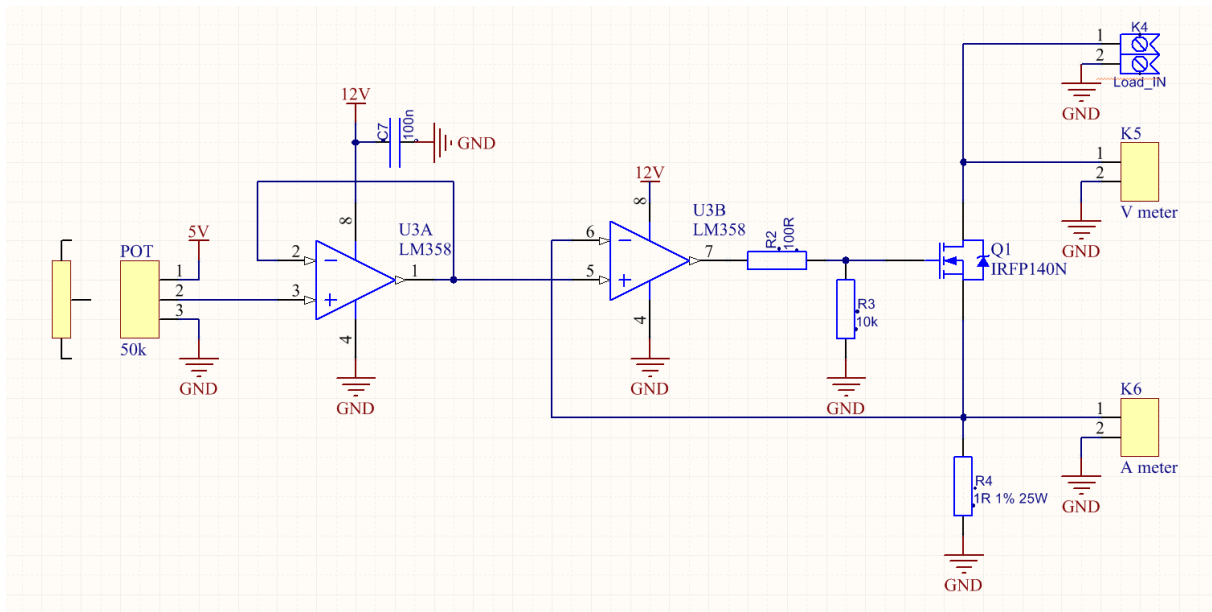 K4
1
2
Load_IN
GND
12V
C7
100n
GND
K5
1
2
V meter
GND
8
U3A
LM358
2
3
1
4
GND
12V
8
U3B
LM358
6
5
7
4
GND
R2
100R
Q1
IRFP140N
R3
10k
GND
POT
5V
1
2
3
50k
GND
K6
1
2
A meter
GND
R4
1R 1% 25W
GND